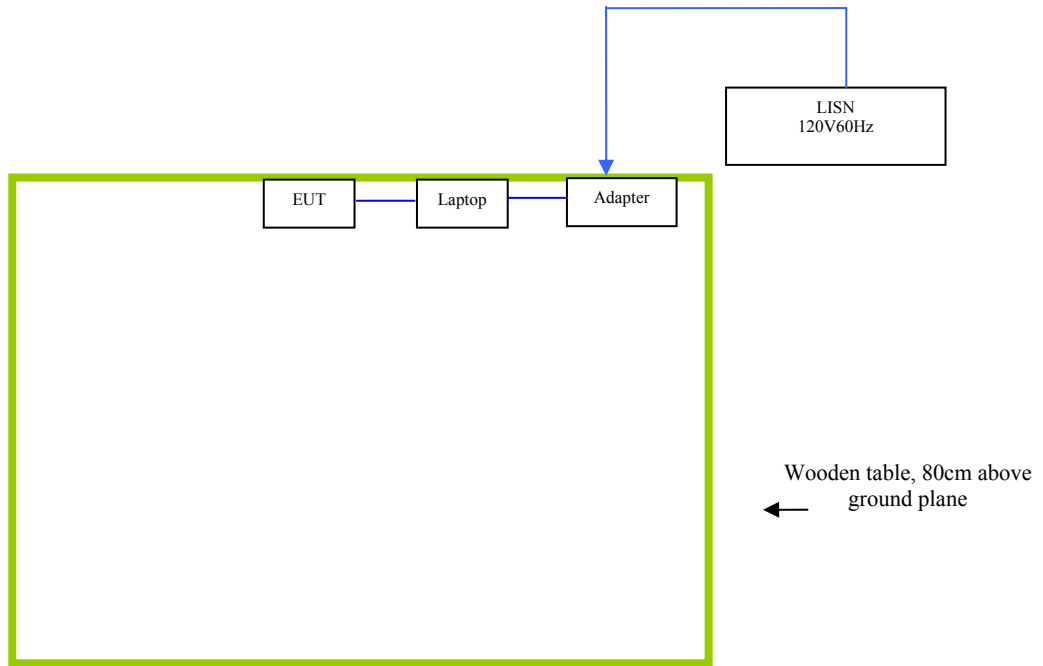 LISN
120V60Hz
EUT
Laptop
Adapter
Wooden table, 80cm above
ground plane